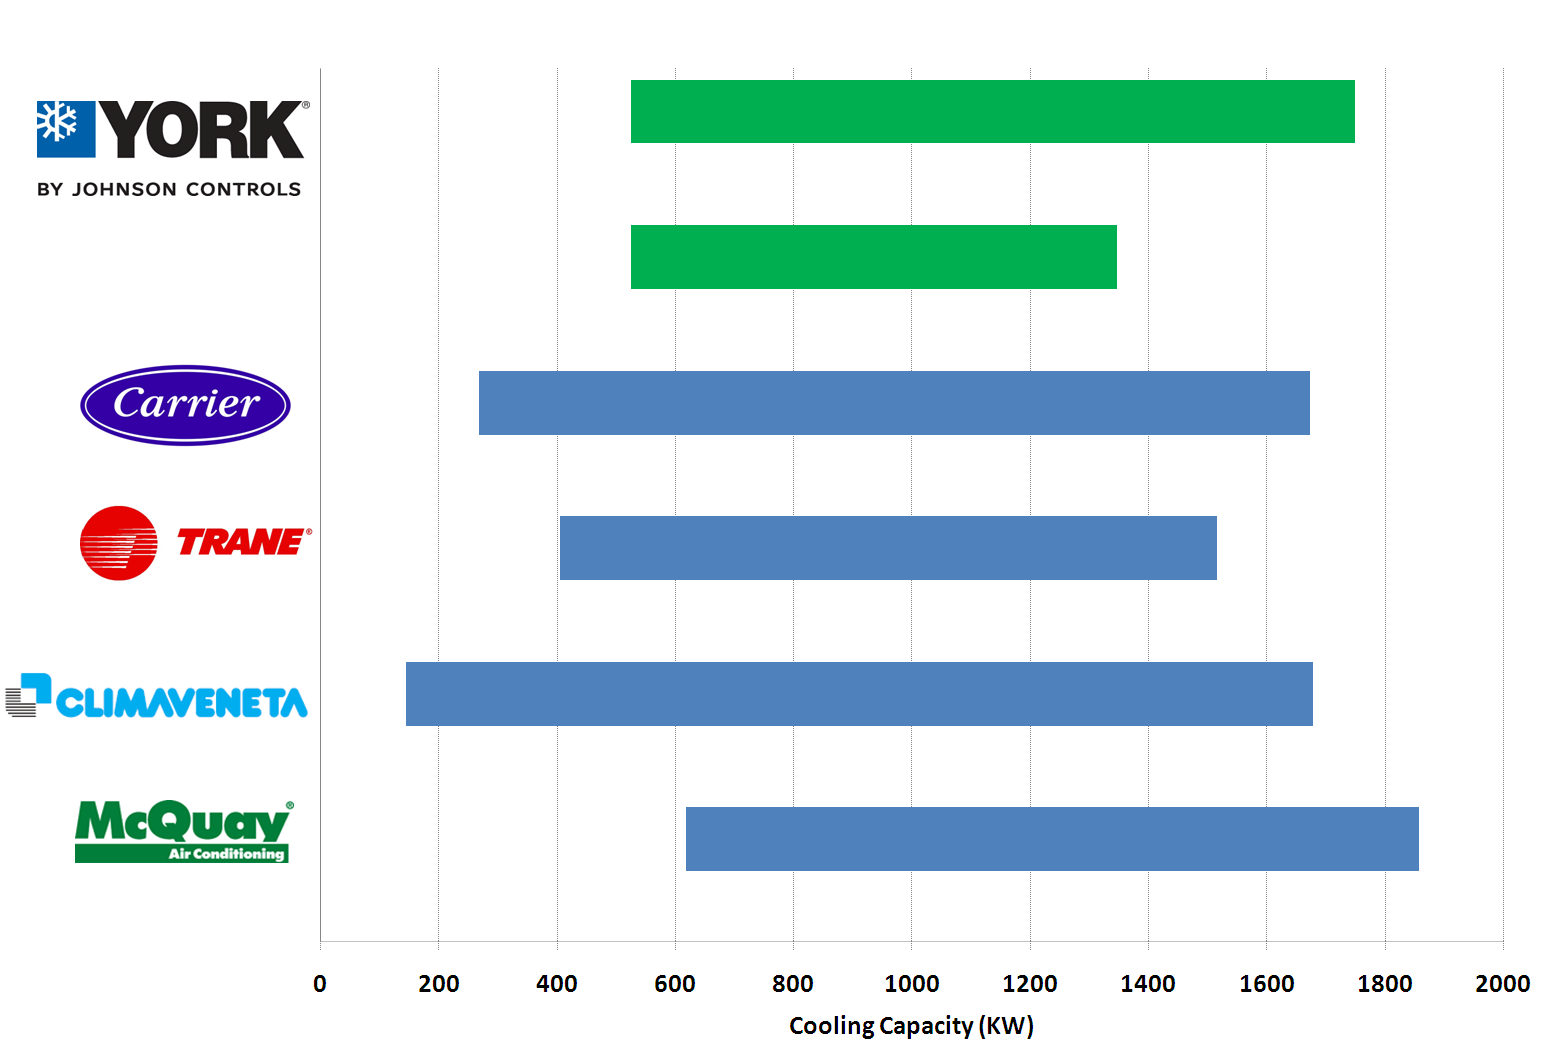 YORK®
BY JOHNSON CONTROLS
Carrier
TRANE®
CLIMAVENETA
McQuay®
Air Conditioning
0 200 400 600 800 1000 1200 1400 1600 1800 2000
Cooling Capacity (KW)